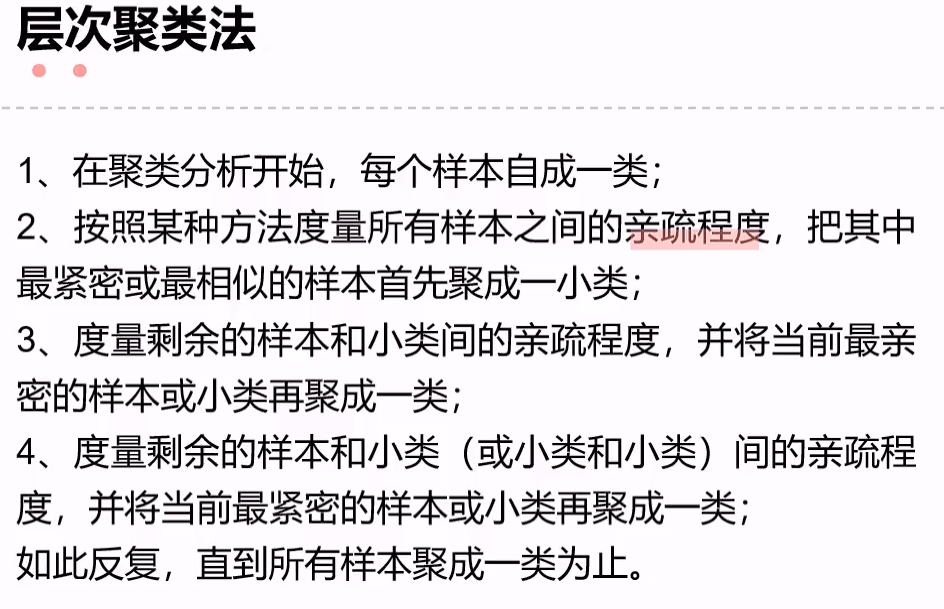 层次聚类法
1、在聚类分析开始，每个样本自成一类；
2、按照某种方法度量所有样本之间的亲疏程度，把其中
最紧密或最相似的样本首先聚成一小类；
3、度量剩余的样本和小类间的亲疏程度，并将当前最亲
密的样本或小类再聚成一类；
4、度量剩余的样本和小类（或小类和小类）间的亲疏程
度，并将当前最紧密的样本或小类再聚成一类；
如此反复，直到所有样本聚成一类为止。